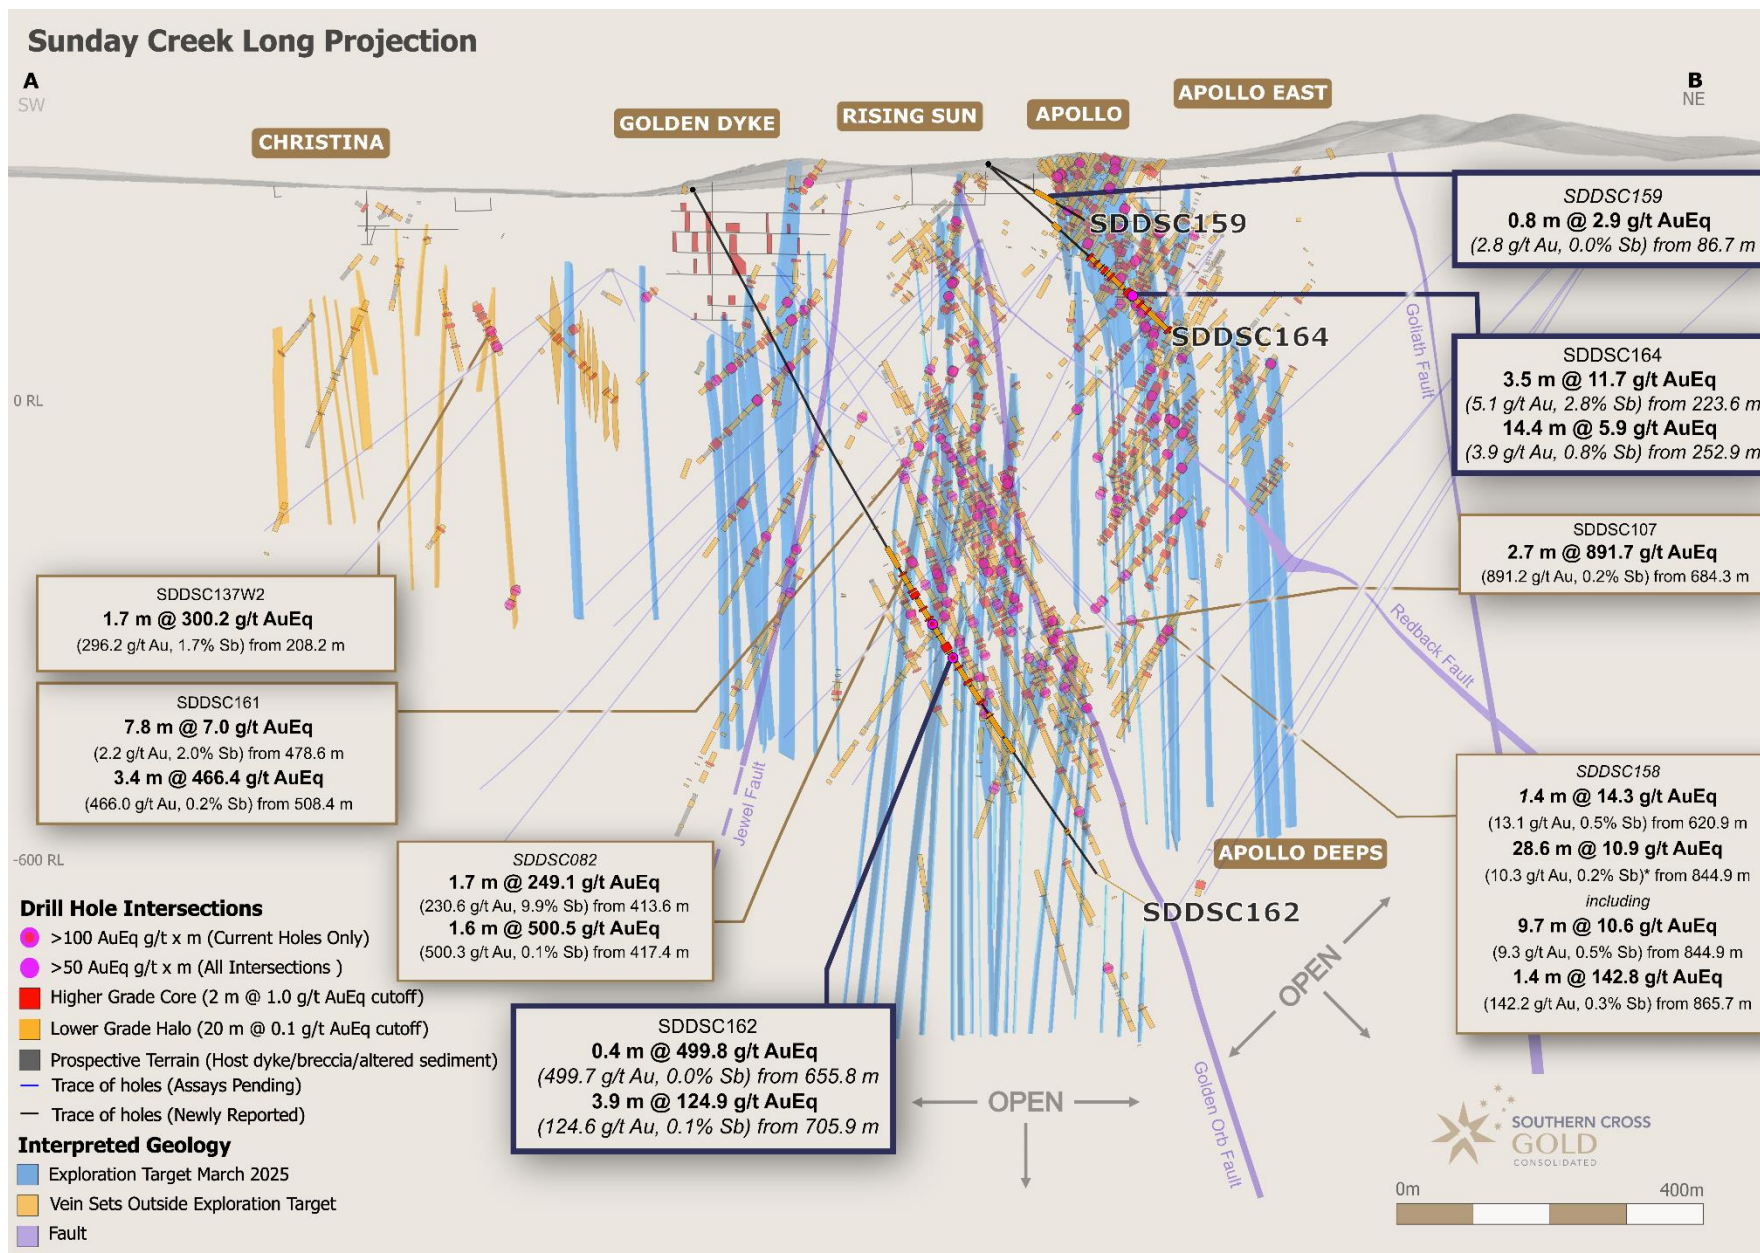 Sunday Creek Long Projection
A
SW
B
NE
CHRISTINA
GOLDEN DYKE
RISING SUN
APOLLO
APOLLO EAST
SDDSC159
0.8 m @ 2.9 g/t AuEq
(2.8 g/t Au, 0.0% Sb) from 86.7 m
SDDSC159
SDDSC164
Goliath Fault
SDDSC164
3.5 m @ 11.7 g/t AuEq
(5.1 g/t Au, 2.8% Sb) from 223.6 m
14.4 m @ 5.9 g/t AuEq
(3.9 g/t Au, 0.8% Sb) from 252.9 m
0 RL
SDDSC107
2.7 m @ 891.7 g/t AuEq
(891.2 g/t Au, 0.2% Sb) from 684.3 m
SDDSC137W2
1.7 m @ 300.2 g/t AuEq
(296.2 g/t Au, 1.7% Sb) from 208.2 m
Redback Fault
SDDSC161
7.8 m @ 7.0 g/t AuEq
(2.2 g/t Au, 2.0% Sb) from 478.6 m
3.4 m @ 466.4 g/t AuEq
(466.0 g/t Au, 0.2% Sb) from 508.4 m
Jewel Fault
SDDSC158
1.4 m @ 14.3 g/t AuEq
(13.1 g/t Au, 0.5% Sb) from 620.9 m
28.6 m @ 10.9 g/t AuEq
(10.3 g/t Au, 0.2% Sb)* from 844.9 m
including
9.7 m @ 10.6 g/t AuEq
(9.3 g/t Au, 0.5% Sb) from 844.9 m
1.4 m @ 142.8 g/t AuEq
(142.2 g/t Au, 0.3% Sb) from 865.7 m
-600 RL
SDDSC082
1.7 m @ 249.1 g/t AuEq
(230.6 g/t Au, 9.9% Sb) from 413.6 m
1.6 m @ 500.5 g/t AuEq
(500.3 g/t Au, 0.1% Sb) from 417.4 m
APOLLO DEEPS
SDDSC162
OPEN
Drill Hole Intersections
>100 AuEq g/t x m (Current Holes Only)
>50 AuEq g/t x m (All Intersections )
Higher Grade Core (2 m @ 1.0 g/t AuEq cutoff)
Lower Grade Halo (20 m @ 0.1 g/t AuEq cutoff)
Prospective Terrain (Host dyke/breccia/altered sediment)
Trace of holes (Assays Pending)
Trace of holes (Newly Reported)
SDDSC162
0.4 m @ 499.8 g/t AuEq
(499.7 g/t Au, 0.0% Sb) from 655.8 m
3.9 m @ 124.9 g/t AuEq
(124.6 g/t Au, 0.1% Sb) from 705.9 m
OPEN
Golden Orb Fault
Interpreted Geology
Exploration Target March 2025
Vein Sets Outside Exploration Target
Fault
SOUTHERN CROSS
GOLD
CONSOLIDATED
0m
400m